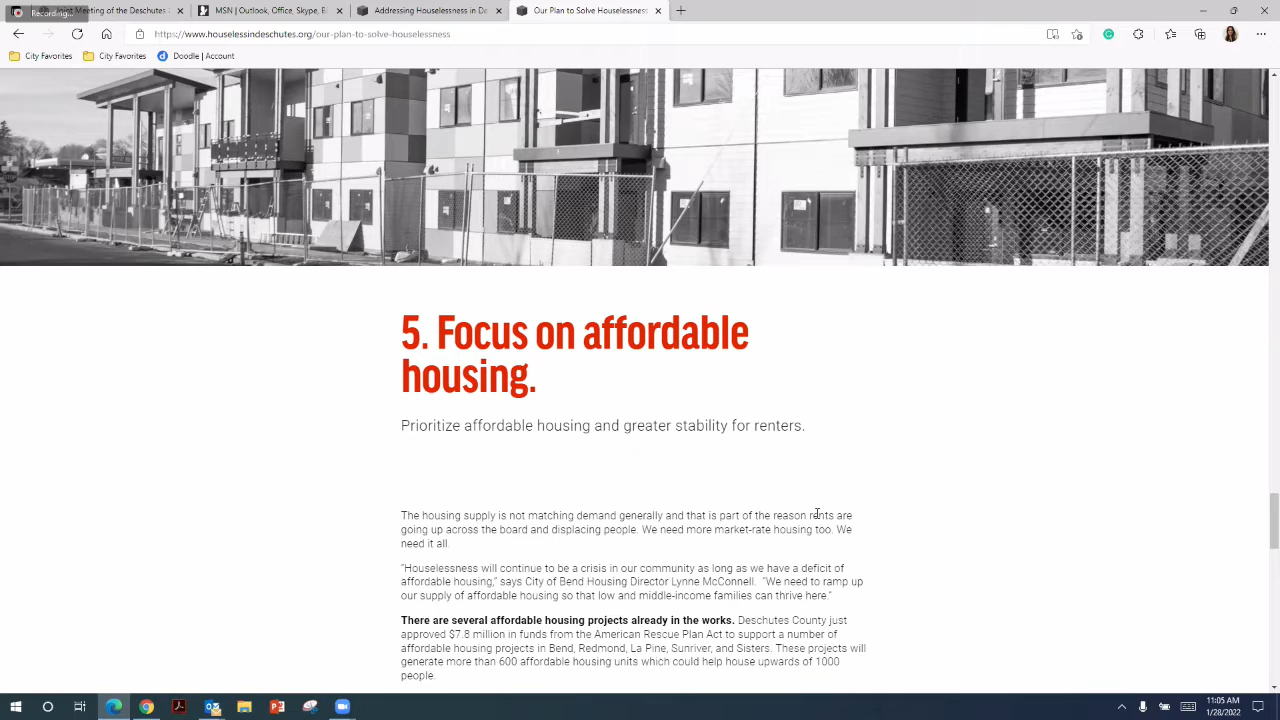 Recording...
Joint Meeting of the Deschutes
MSN | Outlook, Office, Skype, B
Addressing Houselessness in De
Our Plan to Solve Houselessness
https://www.houselessindeschutes.org/our-plan-to-solve-houselessness
City Favorites
City Favorites
Doodle | Account
5. Focus on affordable
housing.
Prioritize affordable housing and greater stability for renters.
The housing supply is not matching demand generally and that is part of the reason rents are
going up across the board and displacing people. We need more market-rate housing too. We
need it all.
“Houselessness will continue to be a crisis in our community as long as we have a deficit of
affordable housing,” says City of Bend Housing Director Lynne McConnell. “We need to ramp up
our supply of affordable housing so that low and middle-income families can thrive here.”
There are several affordable housing projects already in the works. Deschutes County just
approved $7.8 million in funds from the American Rescue Plan Act to support a number of
affordable housing projects in Bend, Redmond, La Pine, Sunriver, and Sisters. These projects will
generate more than 600 affordable housing units which could help house upwards of 1000
people.
11:05 AM
1/28/2022